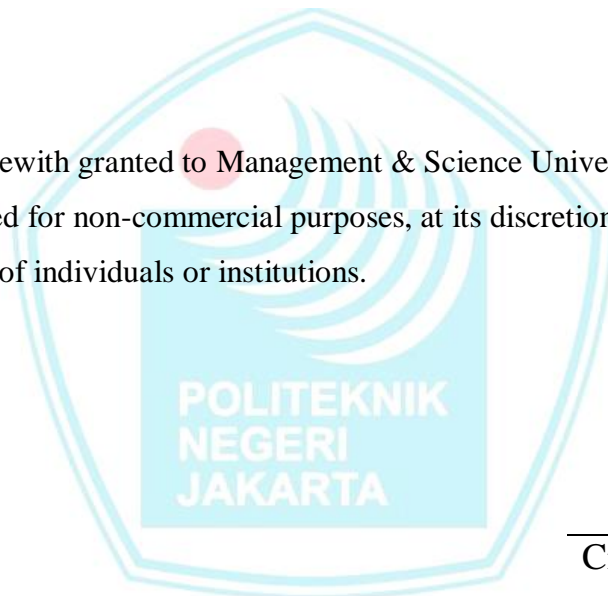 ewith granted to Management & Science Unive
ed for non-commercial purposes, at its discretion
of individuals or institutions.
POLITEKNIK
NEGERI
JAKARTA
C